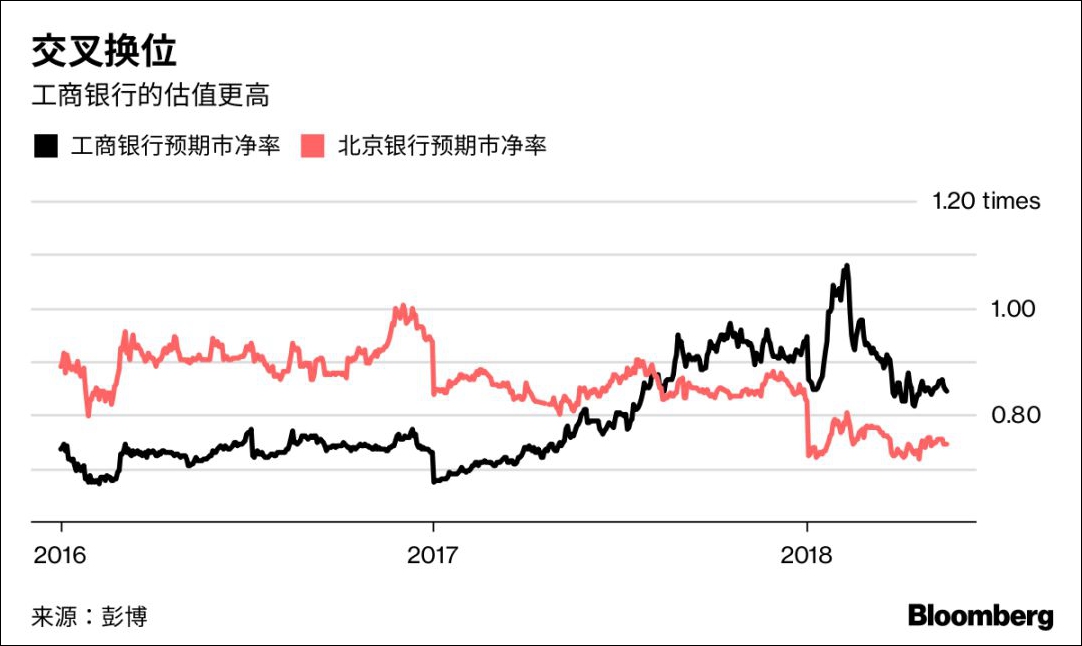 交叉换位
工商银行的估值更高
工商银行预期市净率 北京银行预期市净率
1.20 times
1.00
0.80
2016 2017 2018
来源：彭博 Bloomberg